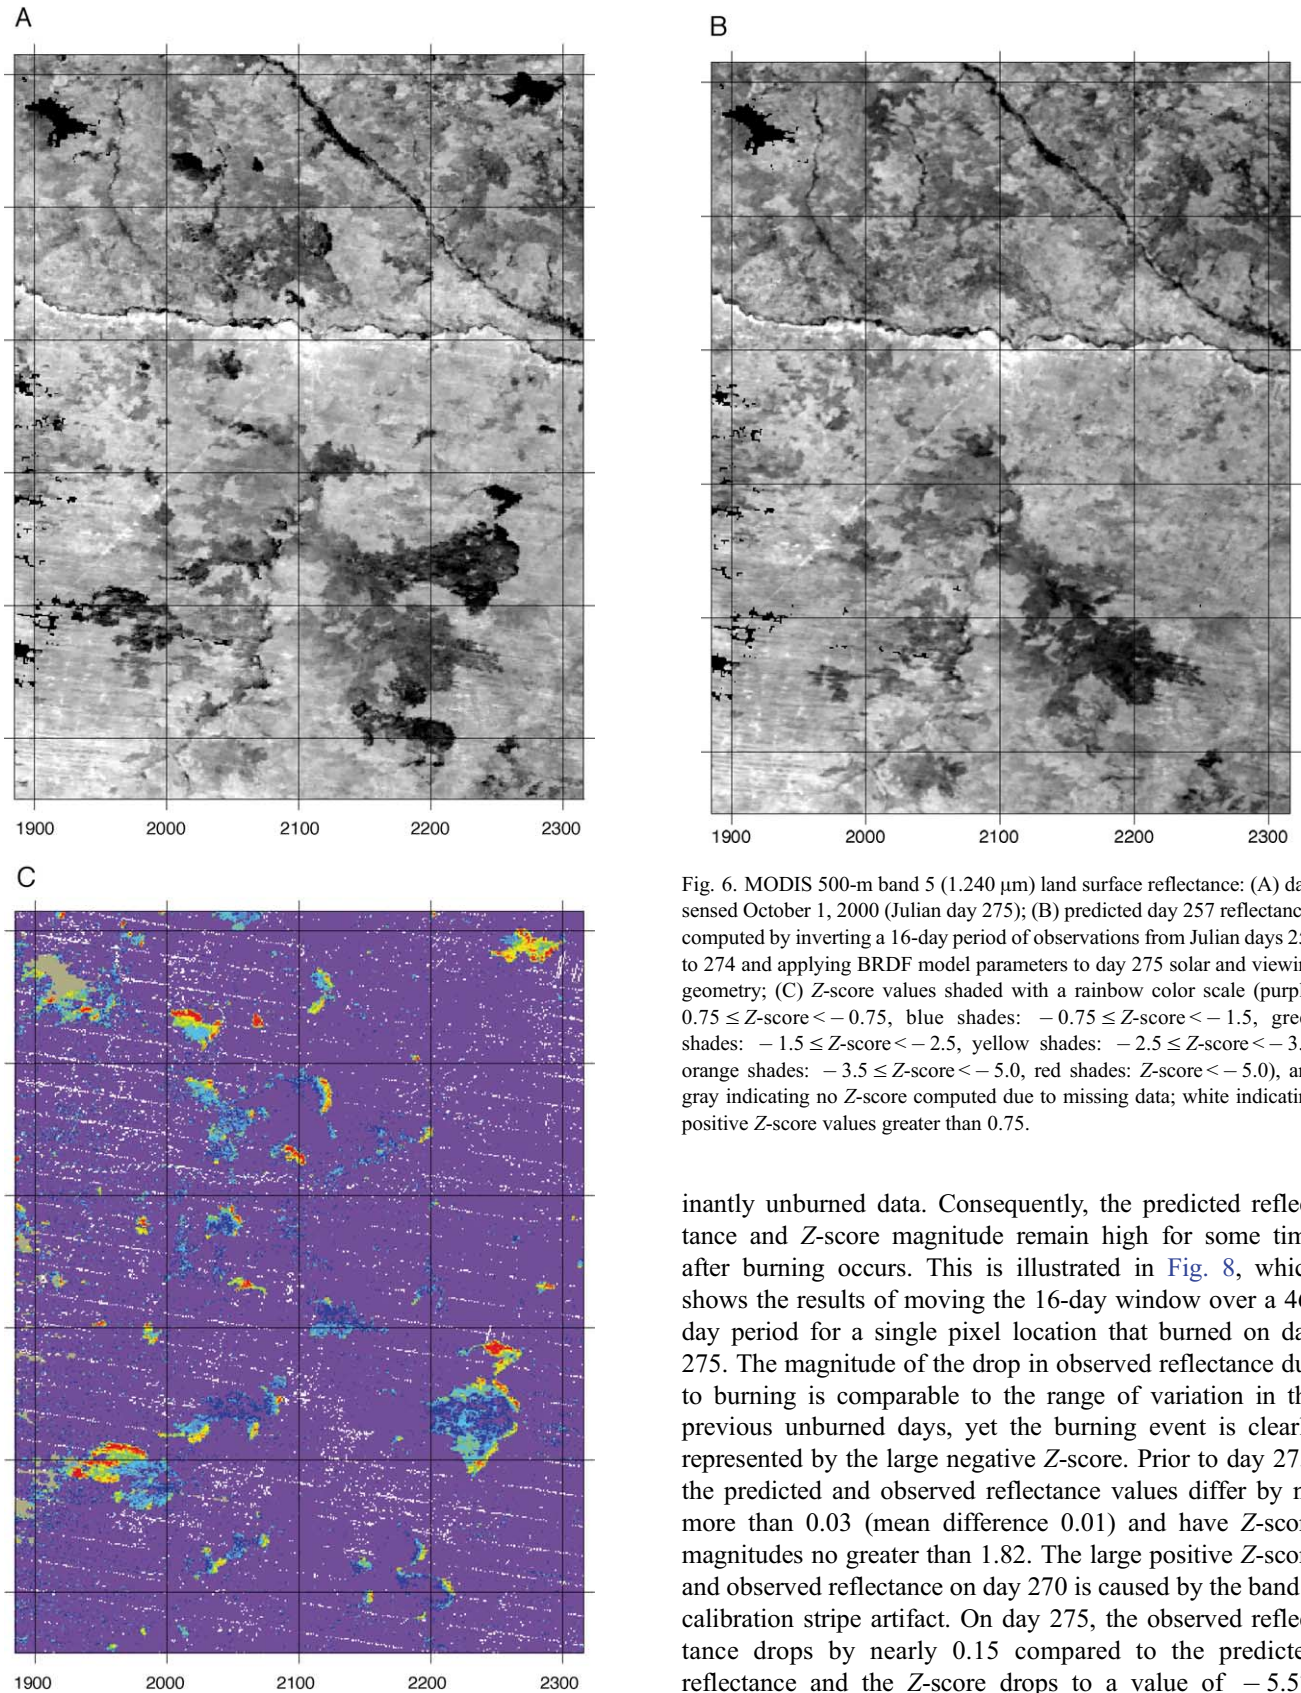 A
B
1900 2000 2100 2200 2300
1900 2000 2100 2200 2300
C
1900 2000 2100 2200 2300
Fig. 6. MODIS 500-m band 5 (1.240 μm) land surface reflectance: (A) da
sensed October 1, 2000 (Julian day 275); (B) predicted day 257 reflectanc
computed by inverting a 16-day period of observations from Julian days 25
to 274 and applying BRDF model parameters to day 275 solar and viewin
geometry; (C) Z-score values shaded with a rainbow color scale (purpl
0.75 ≤ Z-score < − 0.75, blue shades: − 0.75 ≤ Z-score < − 1.5, gree
shades: − 1.5 ≤ Z-score < − 2.5, yellow shades: − 2.5 ≤ Z-score < − 3.
orange shades: − 3.5 ≤ Z-score < − 5.0, red shades: Z-score < − 5.0), an
gray indicating no Z-score computed due to missing data; white indicatin
positive Z-score values greater than 0.75.
inantly unburned data. Consequently, the predicted reflec
tance and Z-score magnitude remain high for some tim
after burning occurs. This is illustrated in Fig. 8, whic
shows the results of moving the 16-day window over a 46
day period for a single pixel location that burned on da
275. The magnitude of the drop in observed reflectance du
to burning is comparable to the range of variation in th
previous unburned days, yet the burning event is clearl
represented by the large negative Z-score. Prior to day 27
the predicted and observed reflectance values differ by n
more than 0.03 (mean difference 0.01) and have Z-scor
magnitudes no greater than 1.82. The large positive Z-scor
and observed reflectance on day 270 is caused by the band
calibration stripe artifact. On day 275, the observed reflec
tance drops by nearly 0.15 compared to the predicte
reflectance and the Z-score drops to a value of − 5.5